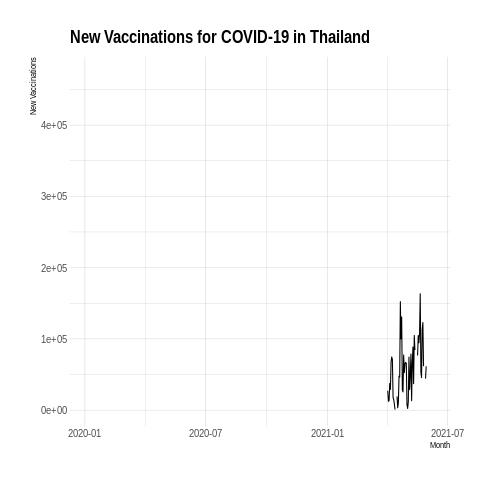 New Vaccinations for COVID-19 in Thailand
New Vaccinations
4e+05
3e+05
2e+05
1e+05
0e+00
2020-01
2020-07
2021-01
2021-07
Month